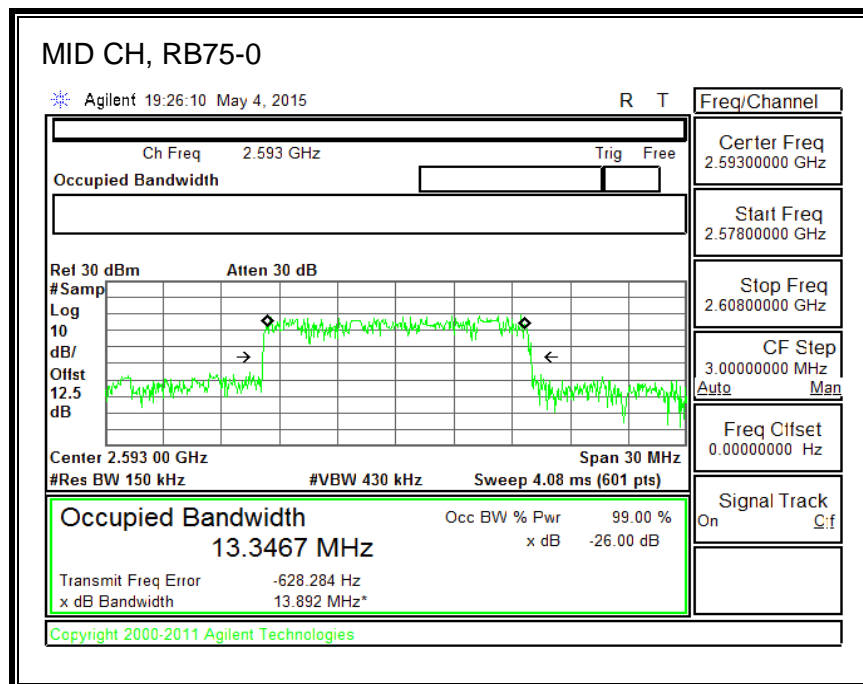 MID CH, RB75-0
Agilent 19:26:10 May 4, 2015 R T
Freq/Channel
Ch Freq 2.593 GHz Trig Free
Occupied Bandwidth
Center Freq
2.59300000 GHz
Start Freq
2.57800000 GHz
Stop Freq
2.60800000 GHz
CF Step
3.00000000 MHz
Auto Man
Freq Offset
0.00000000 Hz
Signal Track
On Off
Ref 30 dBm Atten 30 dB
#Samp
Log
10
dB/
Offst
12.5
dB
Center 2.593 00 GHz Span 30 MHz
#Res BW 150 kHz #VBW 430 kHz Sweep 4.08 ms (601 pts)
Occupied Bandwidth
13.3467 MHz
Occ BW % Pwr 99.00 %
x dB -26.00 dB
Transmit Freq Error -628.284 Hz
x dB Bandwidth 13.892 MHz*
Copyright 2000-2011 Agilent Technologies